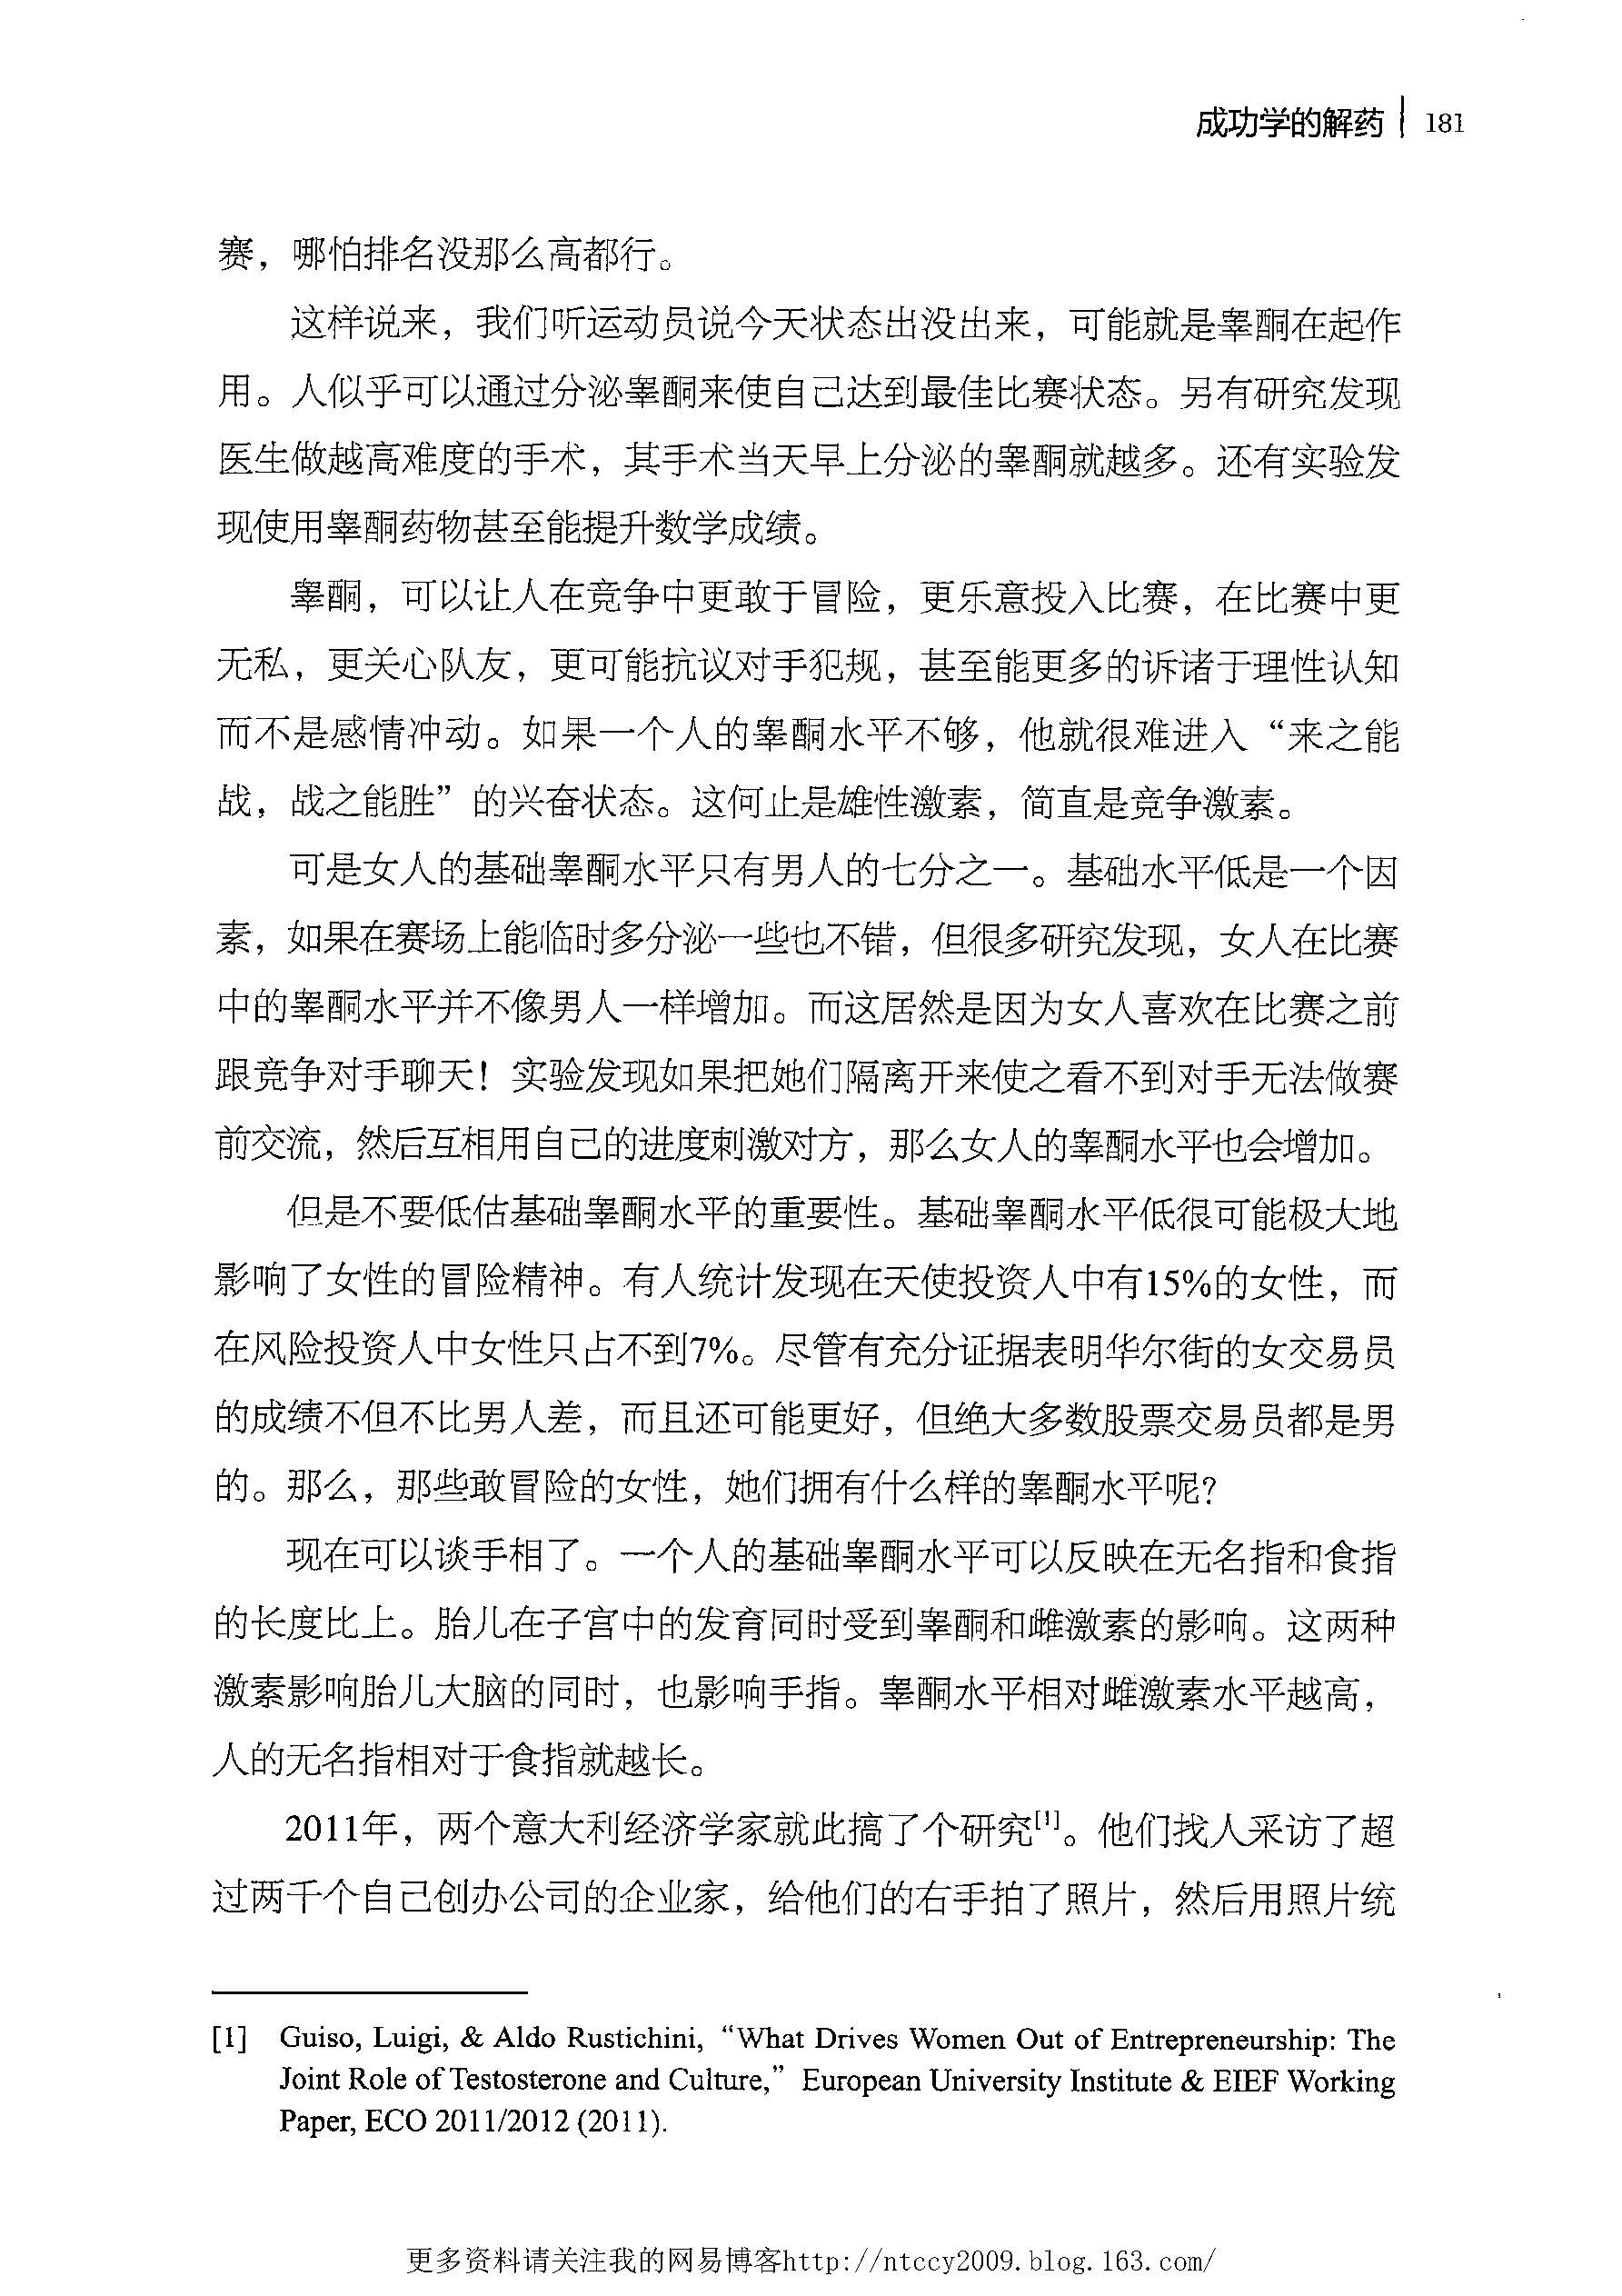 成功学的解药 181
赛，哪怕排名没那么高都行。
这样说来，我们听运动员说今天状态出没出来，可能就是睾酮在起作
用。人似乎可以通过分泌睾酮来使自己达到最佳比赛状态。另有研究发现
医生做越高难度的手术，其手术当天早上分泌的睾酮就越多。还有实验发
现使用睾酮药物甚至能提升数学成绩。
睾酮，可以让人在竞争中更敢于冒险，更乐意投入比赛，在比赛中更
无私，更关心队友，更可能抗议对手犯规，甚至能更多的诉诸于理性认知
而不是感情冲动。如果一个人的睾酮水平不够，他就很难进入“来之能
战，战之能胜”的兴奋状态。这何止是雄性激素，简直是竞争激素。
可是女人的基础睾酮水平只有男人的七分之一。基础水平低是一个因
素，如果在赛场上能临时多分泌一些也不错，但很多研究发现，女人在比赛
中的睾酮水平并不像男人一样增加。而这居然是因为女人喜欢在比赛之前
跟竞争对手聊天！实验发现如果把她们隔离开来使之看不到对手无法做赛
前交流，然后互相用自己的进度刺激对方，那么女人的睾酮水平也会增加。
但是不要低估基础睾酮水平的重要性。基础睾酮水平低很可能极大地
影响了女性的冒险精神。有人统计发现在天使投资人中有15%的女性，而
在风险投资人中女性只占不到7%。尽管有充分证据表明华尔街的女交易员
的成绩不但不比男人差，而且还可能更好，但绝大多数股票交易员都是男
的。那么，那些敢冒险的女性，她们拥有什么样的睾酮水平呢？
现在可以谈手相了。一个人的基础睾酮水平可以反映在无名指和食指
的长度比上。胎儿在子宫中的发育同时受到睾酮和雌激素的影响。这两种
激素影响胎儿大脑的同时，也影响手指。睾酮水平相对雌激素水平越高，
人的无名指相对于食指就越长。
2011年，两个意大利经济学家就此搞了个研究[1]。他们找人采访了超
过两千个自己创办公司的企业家，给他们的右手拍了照片，然后用照片统
[1] Guiso, Luigi, & Aldo Rustichini, “What Drives Women Out of Entrepreneurship: The
Joint Role of Testosterone and Culture,” European University Institute & EIEF Working
Paper, ECO 2011/2012 (2011).
更多资料请关注我的网易博客http://ntccy2009.blog.163.com/